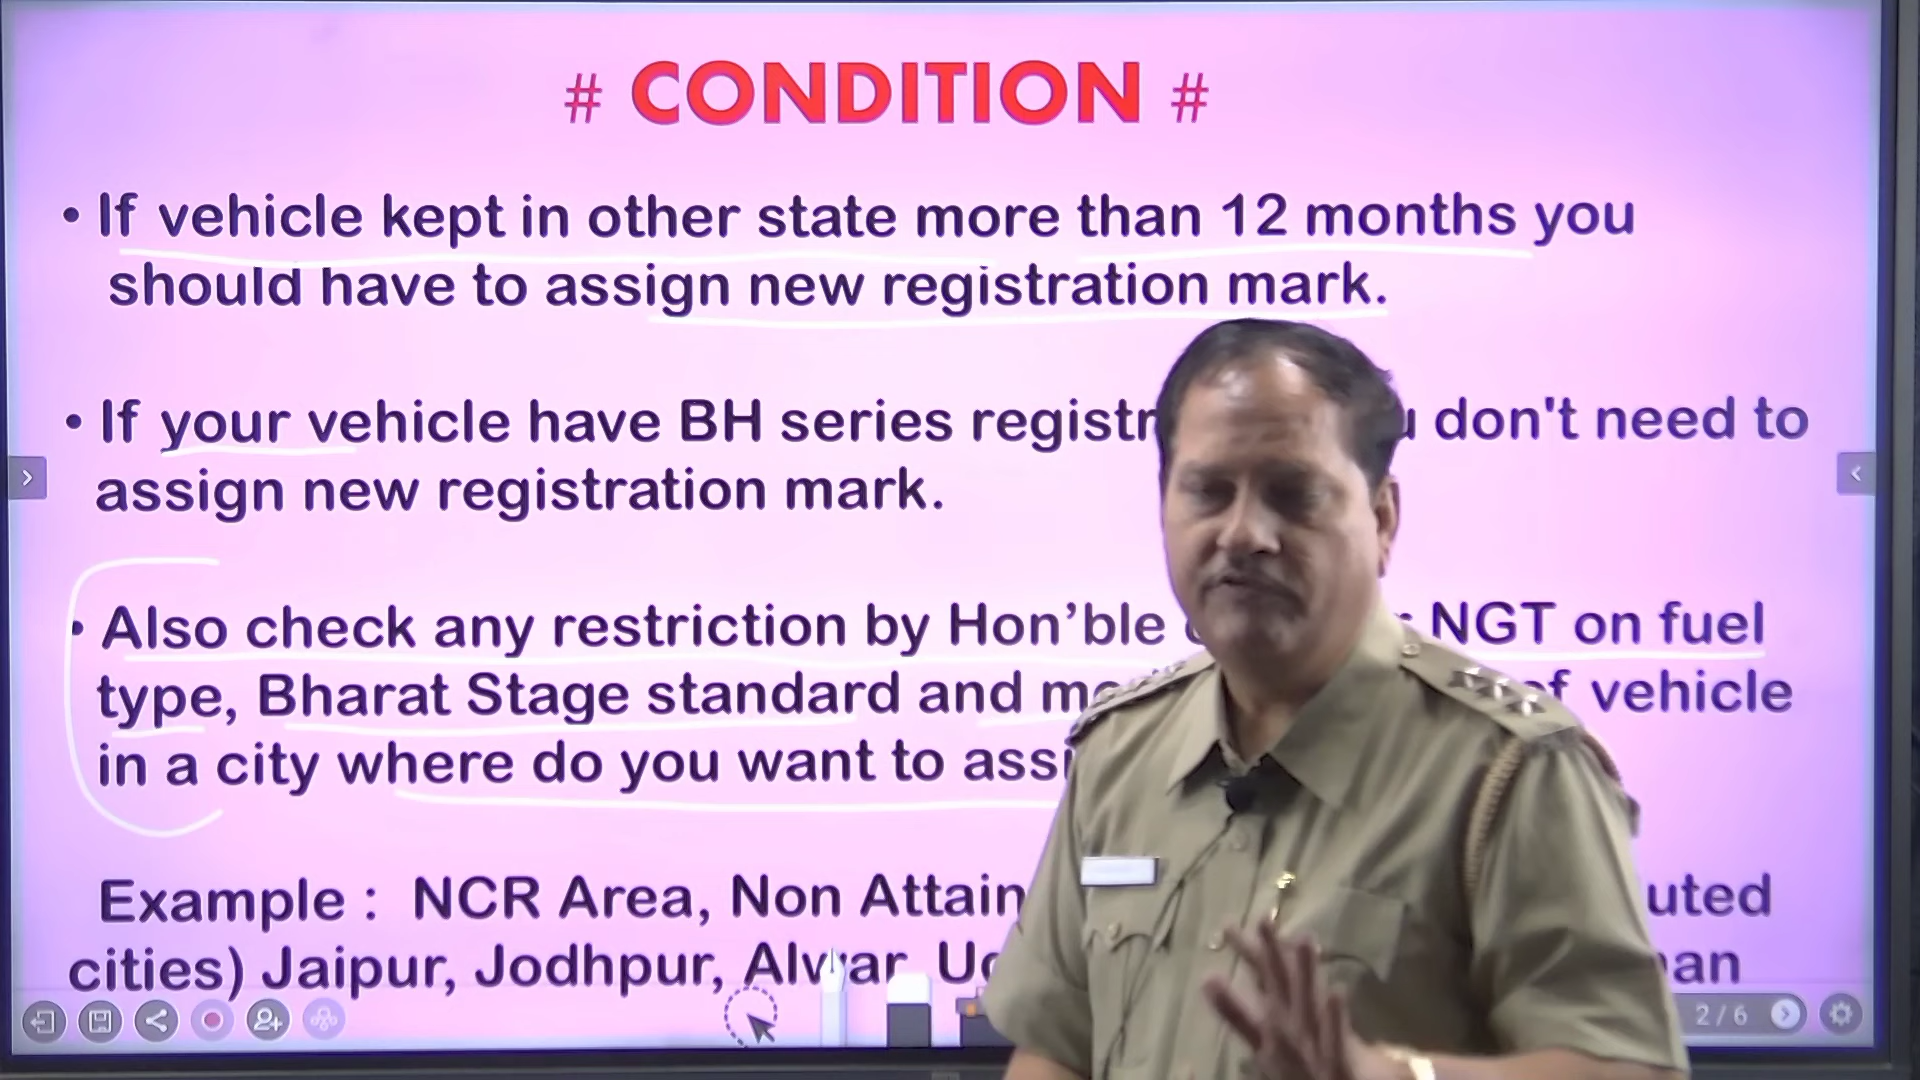 # CONDITION #
• If vehicle kept in other state more than 12 months you
should have to assign new registration mark.
• If your vehicle have BH series don't need to
assign new registration mark.
• Also check any restriction by Hon’ble NGT on fuel
type, Bharat Stage standard and of vehicle
in a city where do you want to
Example : NCR Area, Non
cities) Jaipur, Jodhpur, Alwar,
2 / 6